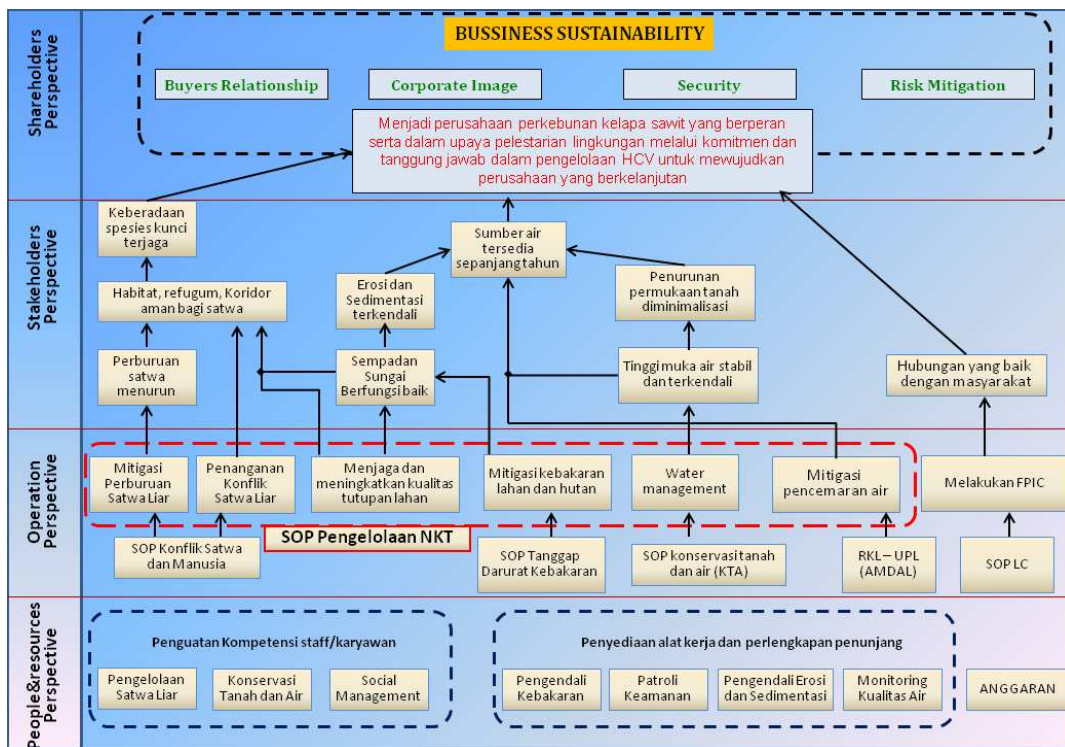 Shareholders
Perspective
BUSSINESS SUSTAINABILITY
Buyers Relationship
Corporate Image
Security
Risk Mitigation
Menjadi perusahaan perkebunan kelapa sawit yang berperan
serta dalam upaya pelestarian lingkungan melalui komitmen dan
tanggung jawab dalam pengelolaan HCV untuk mewujudkan
perusahaan yang berkelanjutan
Stakeholders
Perspective
Keberadaan
spesies kunci
terjaga
Sumber air
tersedia
sepanjang tahun
Habitat, refugum, Koridor
aman bagi satwa
Erosi dan
Sedimentasi
terkendali
Penurunan
permukaan tanah
diminimalisasi
Perburuan
satwa
menurun
Sempadan
Sungai
Berfungsi baik
Tinggi muka air stabil
dan terkendali
Hubungan yang baik
dengan masyarakat
Operation
Perspective
Mitigasi
Perburuan
Satwa Liar
Penanganan
Konflik
Satwa Liar
Menjaga dan
meningkatkan kualitas
tutupan lahan
Mitigasi kebakaran
lahan dan hutan
Water
management
Mitigasi
pencemaran air
Melakukan FPIC
SOP Pengelolaan NKT
SOP Konflik Satwa
dan Manusia
SOP Tanggap
Darurat Kebakaran
SOP konservasi tanah
dan air (KTA)
RKL – UPL
(AMDAL)
SOP LC
People&resources
Perspective
Penguatan Kompetensi staff/karyawan
Pengelolaan
Satwa Liar
Konservasi
Tanah dan Air
Social
Management
Penyediaan alat kerja dan perlengkapan penunjang
Pengendali
Kebakaran
Patroli
Keamanan
Pengendali Erosi
dan Sedimentasi
Monitoring
Kualitas Air
ANGGARAN